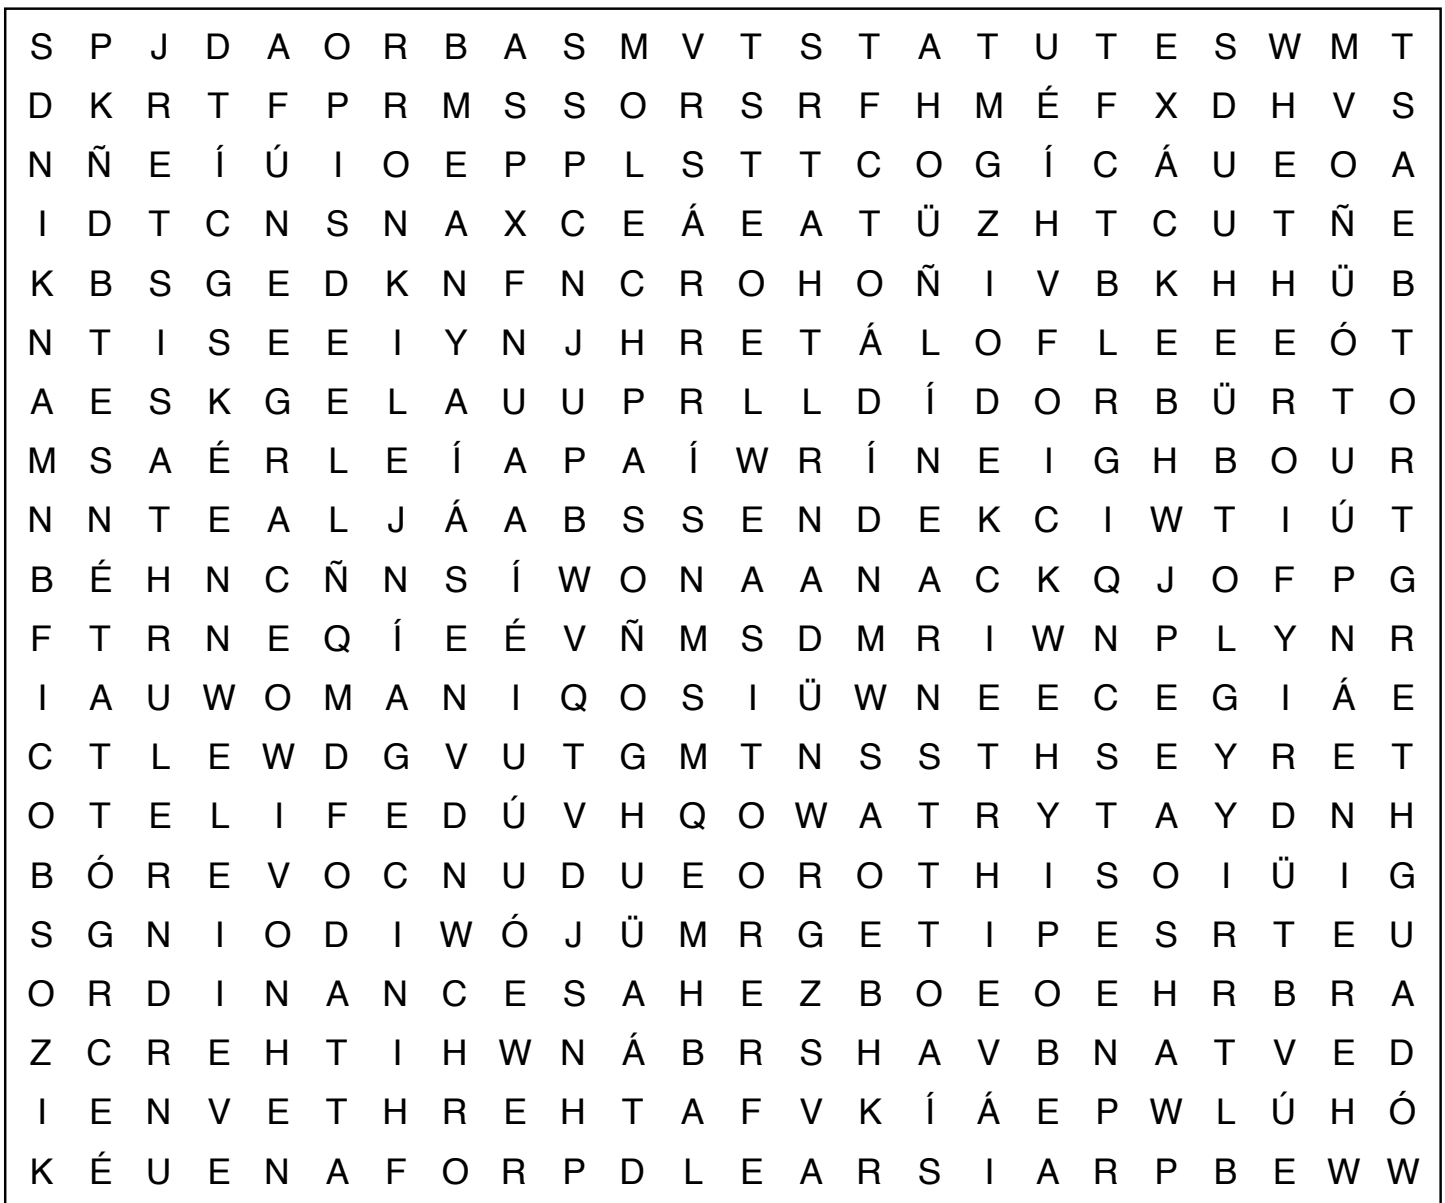 S P J D A O R B A S M V T S T A T U T E S W M T
D K R T F P R M S S O R S R F H M É F X D H V S
N Ñ E Í Ú I O E P P L S T T C O G Í C Á U E O A
I D T C N S N A X C E Á E A T Ü Z H T C U T Ñ E
K B S G E D K N F N C R O H O Ñ I V B K H H Ü B
N T I S E E I Y N J H R E T Á L O F L E E E Ó T
A E S K G E L A U U P R L L D Í D O R B Ü R T O
M S A É R L E Í A P A Í W R Í N E I G H B O U R
N N T E A L J Á A B S S E N D E K C I W T I Ú T
B É H N C Ñ N S Í W O N A A N A C K Q J O F P G
F T R N E Q Í E É V Ñ M S D M R I W N P L Y N R
I A U W O M A N I Q O S I Ü W N E E C E G I Á E
C T L E W D G V U T G M T N S S T H S E Y R E T
O T E L I F E D Ú V H Q O W A T R Y T A Y D N H
B Ó R E V O C N U D U E O R O T H I S O I Ü I G
S G N I O D I W Ó J Ü M R G E T I P E S R T E U
O R D I N A N C E S A H E Z B O E O E H R B R A
Z C R E H T I H W N Á B R S H A V B N A T V E D
I E N V E T H R E H T A F V K Í Á E P W L Ú H Ó
K É U E N A F O R P D L E A R S I A R P B E W W